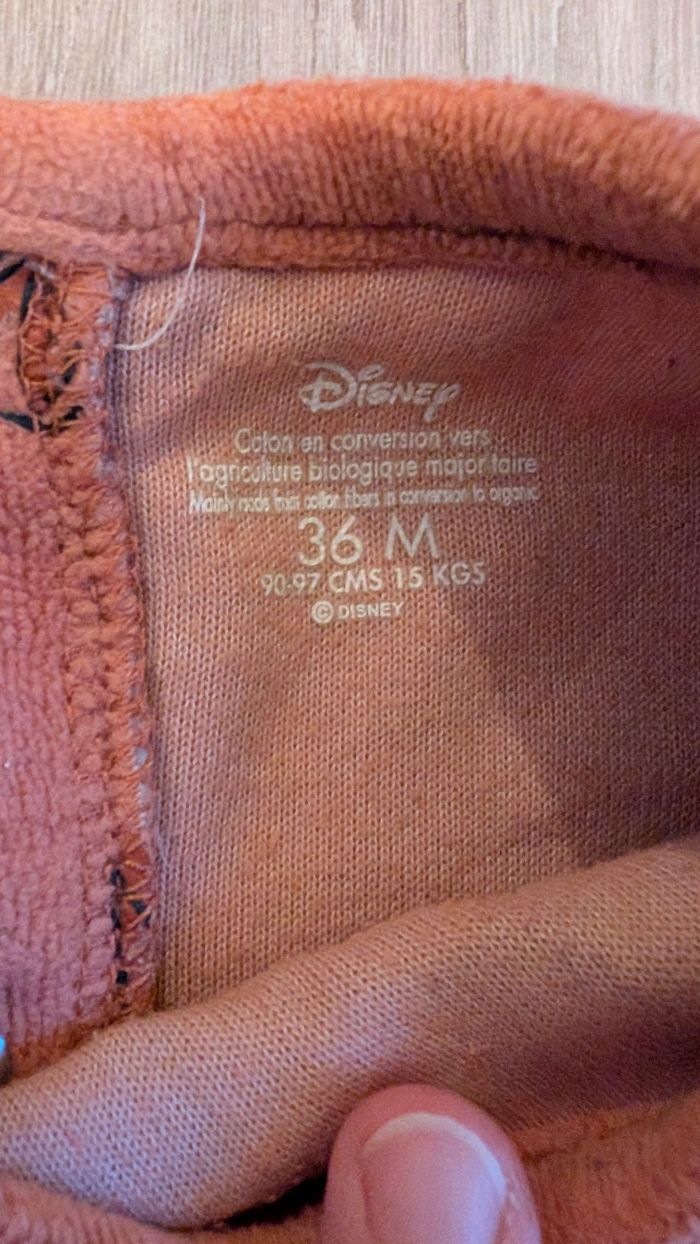 Disney
Coton en conversion vers
l'agriculture biologique majoritaire
Mainly made from cotton fibers in conversion to organic
36 M
90-97 CMS 15 KGS
© DISNEY